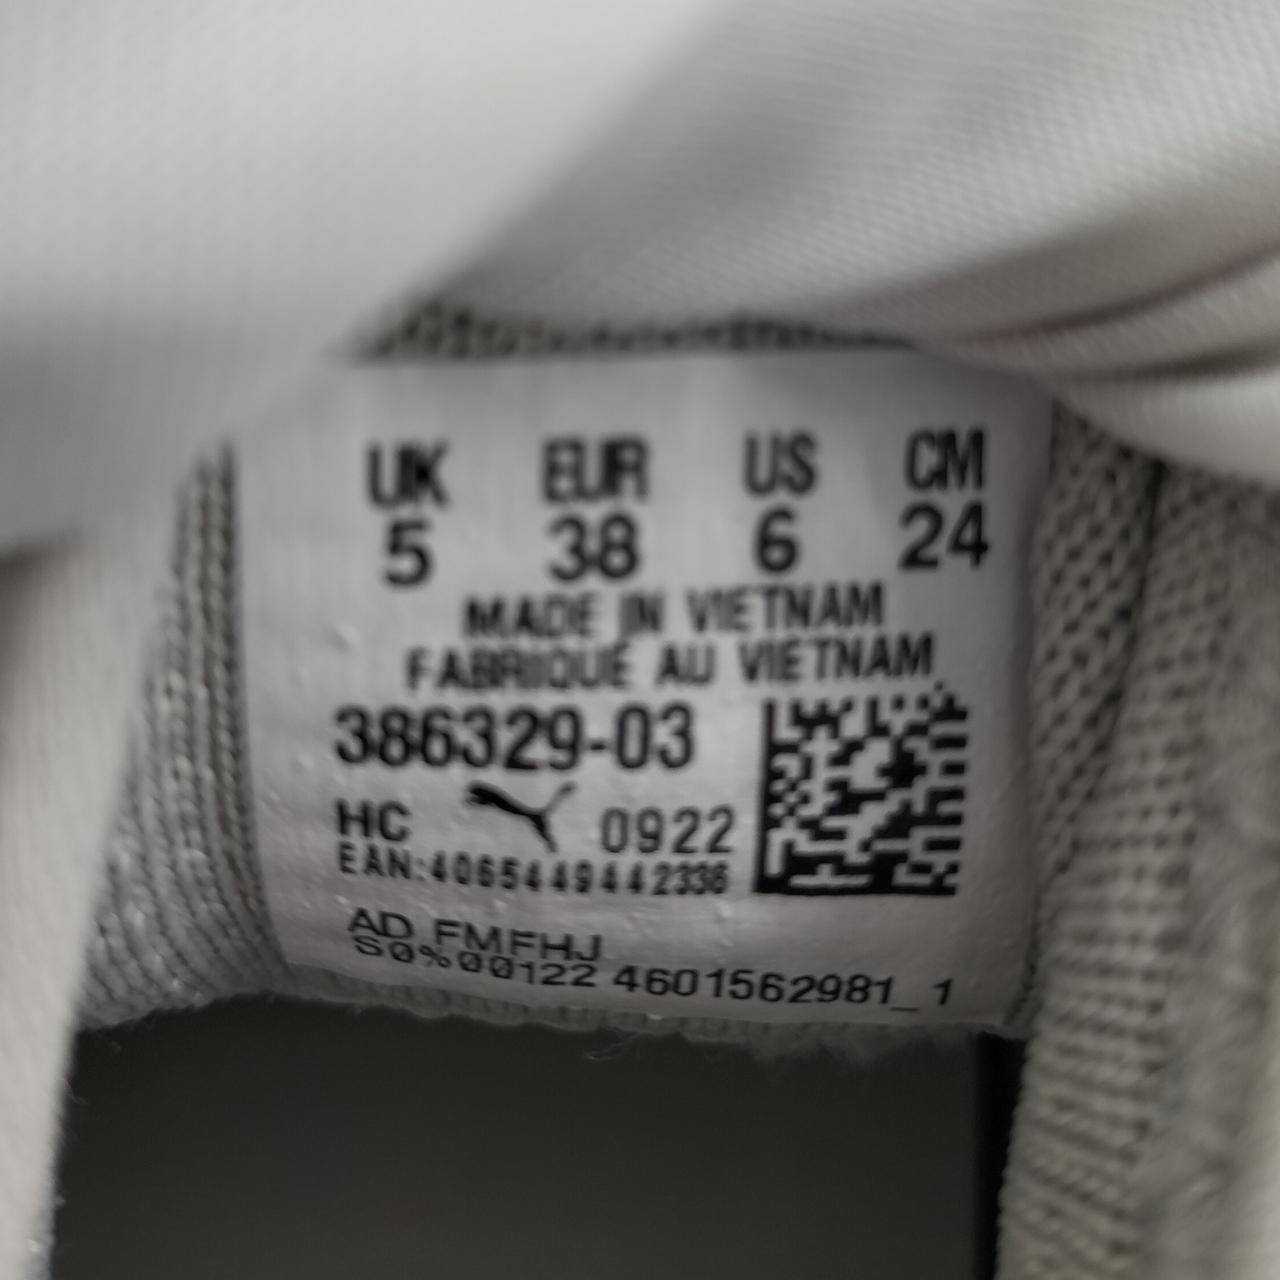 UK EUR US CM
5 38 6 24
MADE IN VIETNAM
FABRIQUÉ AU VIETNAM
386329-03
HC 0922
EAN:4065449442336
AD FMFHJ
S0%00122 4601562981_1